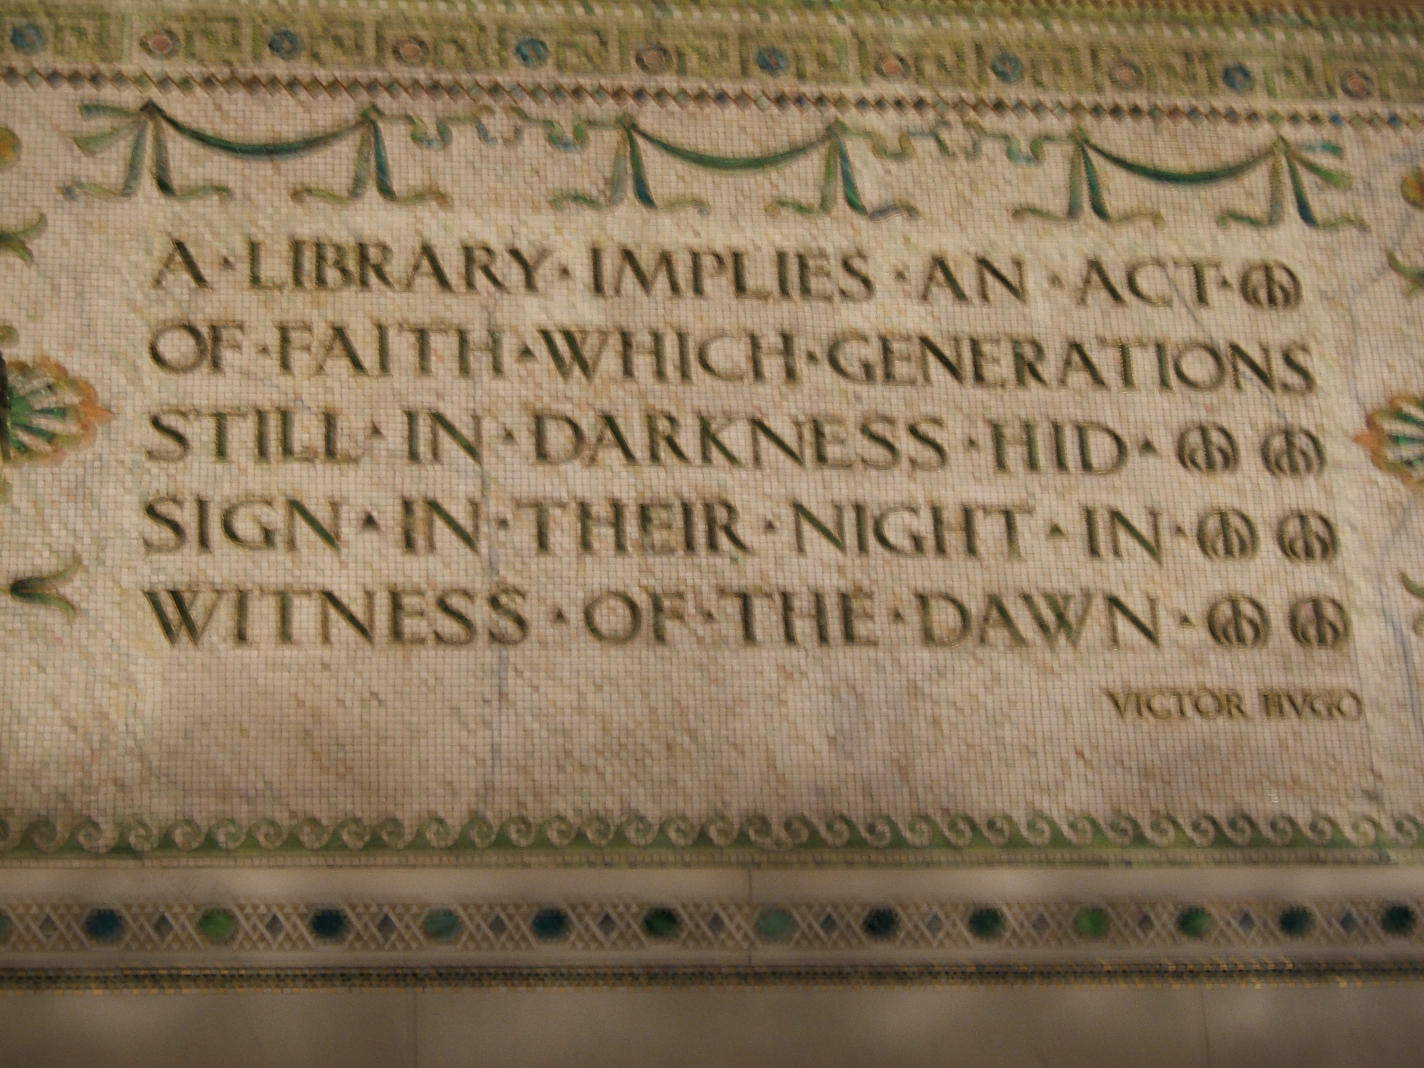 A·LIBRARY·IMPLIES·AN·ACT·
OF·FAITH·WHICH·GENERATIONS
STILL·IN·DARKNESS·HID·
SIGN·IN·THEIR·NIGHT·IN·
WITNESS·OF·THE·DAWN·
VICTOR HVGO